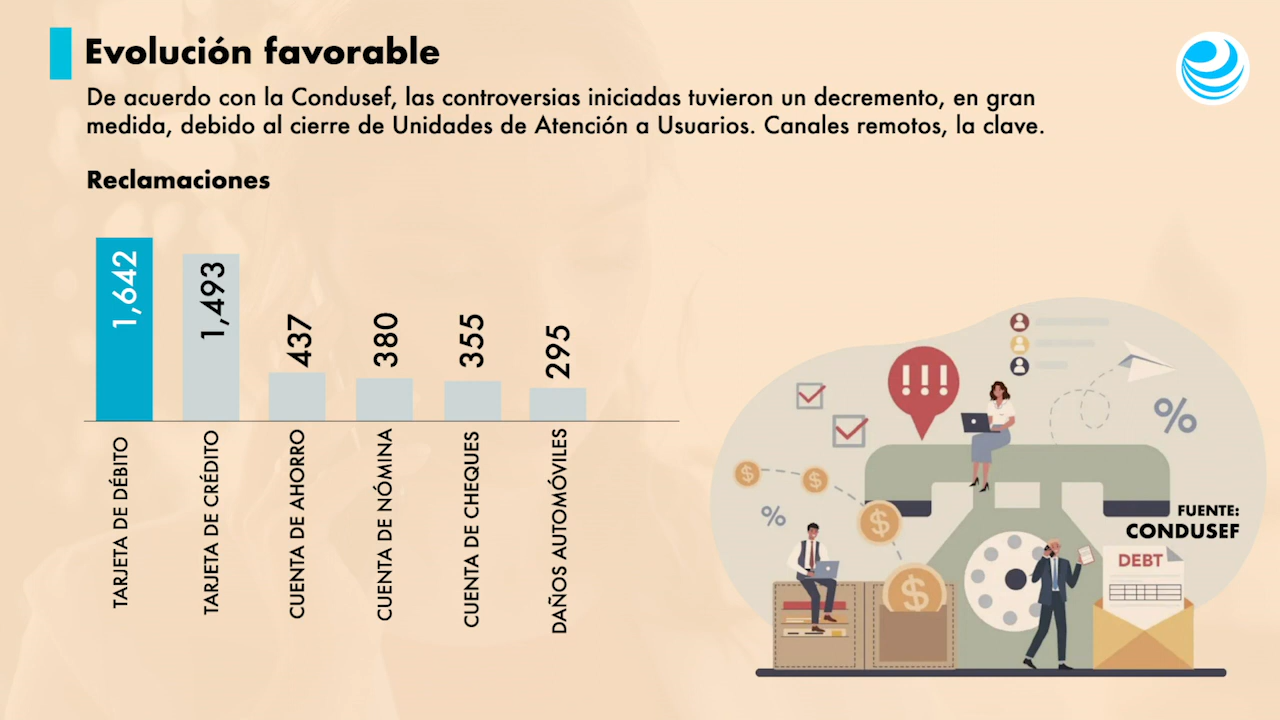 Evolución favorable
De acuerdo con la Condusef, las controversias iniciadas tuvieron un decremento, en gran
medida, debido al cierre de Unidades de Atención a Usuarios. Canales remotos, la clave.
Reclamaciones
1,642
1,493
437
380
355
295
TARJETA DE DÉBITO
TARJETA DE CRÉDITO
CUENTA DE AHORRO
CUENTA DE NÓMINA
CUENTA DE CHEQUES
DAÑOS AUTOMÓVILES
!!!
%
$
$
%
$
$
FUENTE:
CONDUSEF
DEBT